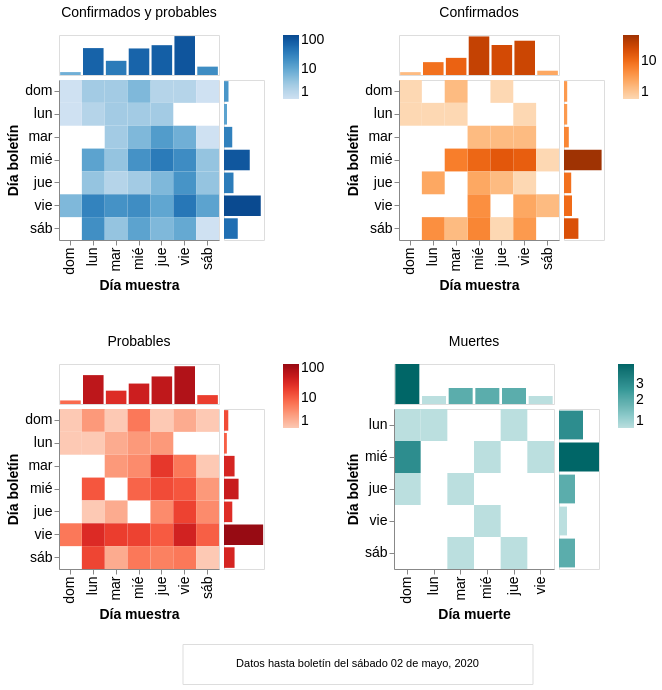 Confirmados y probables
100
10
1
dom
lun
mar
mié
jue
vie
sáb
Día boletín
dom
lun
mar
mié
jue
vie
sáb
Día muestra
Confirmados
10
1
dom
lun
mar
mié
jue
vie
sáb
Día boletín
dom
lun
mar
mié
jue
vie
sáb
Día muestra
Probables
100
10
1
dom
lun
mar
mié
jue
vie
sáb
Día boletín
dom
lun
mar
mié
jue
vie
sáb
Día muestra
Muertes
3
2
1
lun
mié
jue
vie
sáb
Día boletín
dom
lun
mar
mié
jue
vie
Día muerte
Datos hasta boletín del sábado 02 de mayo, 2020